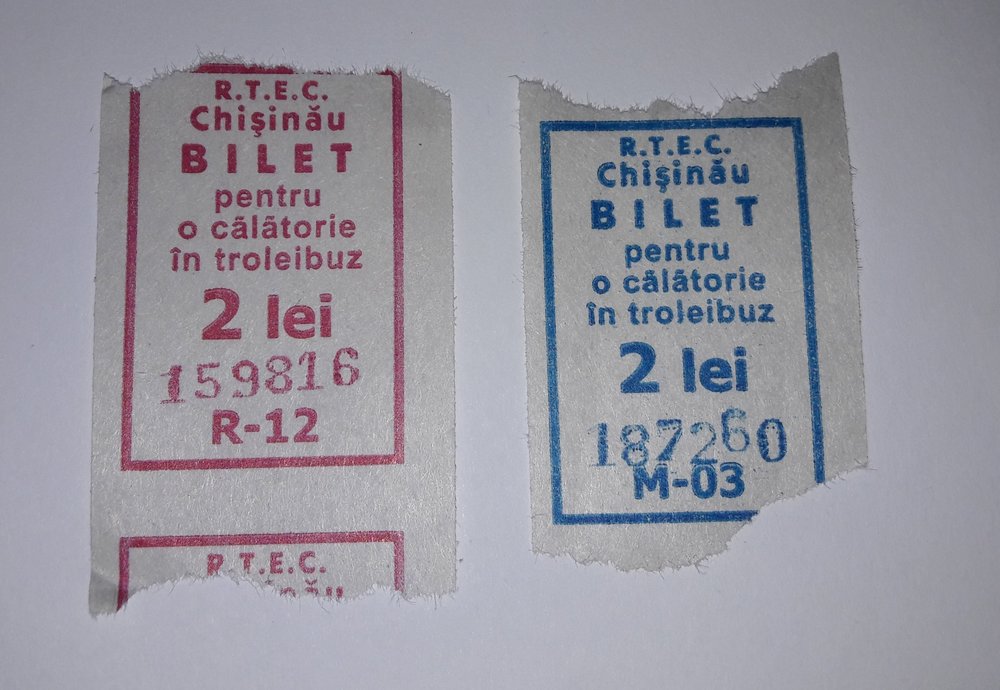 R.T.E.C.
Chişinău
BILET
pentru
o călătorie
în troleibuz
2 lei
159816
R-12
R.T.E.C.
R.T.E.C.
Chişinău
BILET
pentru
o călătorie
în troleibuz
2 lei
187260
M-03